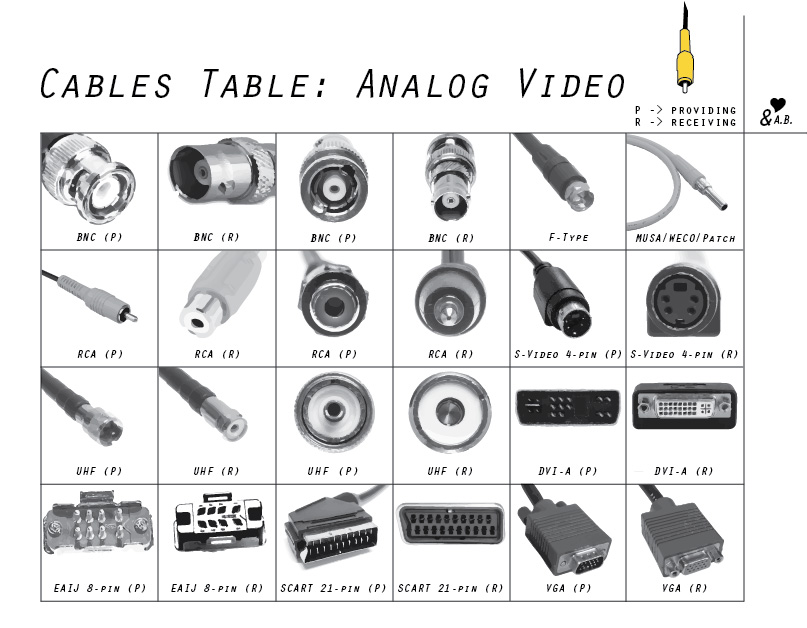 CABLES TABLE: ANALOG VIDEO
P -> PROVIDING
R -> RECEIVING
& A.B.
BNC (P) BNC (R) BNC (P) BNC (R) F-TYPE MUSA/WECO/PATCH
RCA (P) RCA (R) RCA (P) RCA (R) S-VIDEO 4-PIN (P) S-VIDEO 4-PIN (R)
UHF (P) UHF (R) UHF (P) UHF (R) DVI-A (P) DVI-A (R)
EAIJ 8-PIN (P) EAIJ 8-PIN (R) SCART 21-PIN (P) SCART 21-PIN (R) VGA (P) VGA (R)